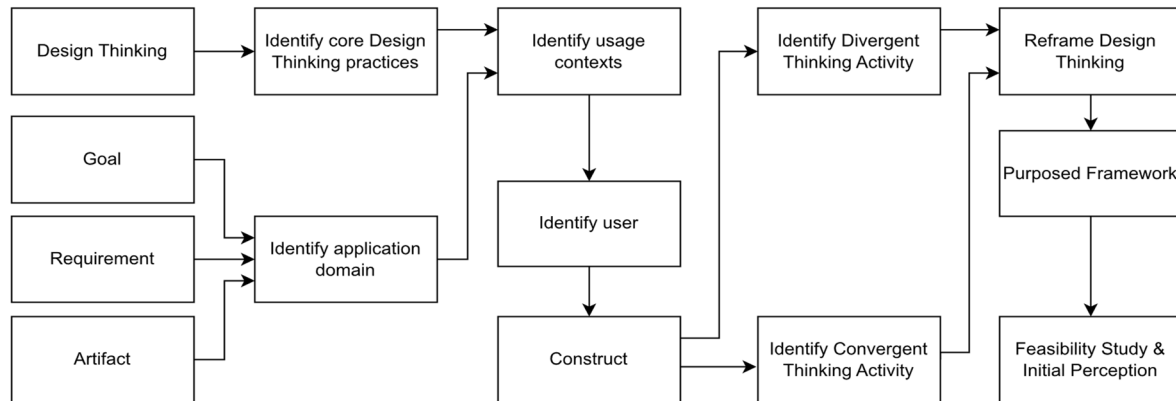 Design Thinking
Identify core Design
Thinking practices
Identify usage
contexts
Identify Divergent
Thinking Activity
Reframe Design
Thinking
Goal
Purposed Framework
Requirement
Identify application
domain
Identify user
Artifact
Construct
Identify Convergent
Thinking Activity
Feasibility Study &
Initial Perception